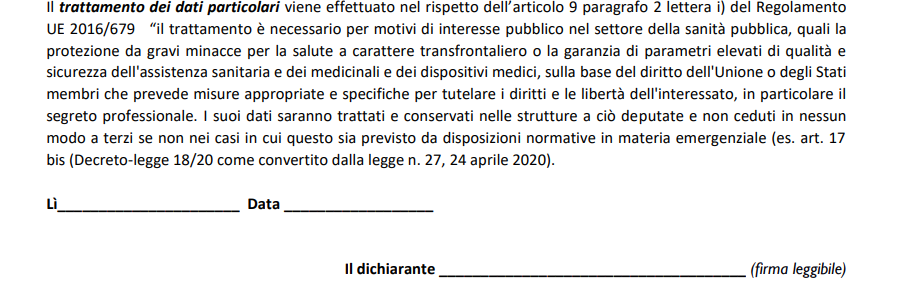 Il trattamento dei dati particolari viene effettuato nel rispetto dell'articolo 9 paragrafo 2 lettera i) del Regolamento
UE 2016/679 “il trattamento è necessario per motivi di interesse pubblico nel settore della sanità pubblica, quali la
protezione da gravi minacce per la salute a carattere transfrontaliero o la garanzia di parametri elevati di qualità e
sicurezza dell'assistenza sanitaria e dei medicinali e dei dispositivi medici, sulla base del diritto dell'Unione o degli Stati
membri che prevede misure appropriate e specifiche per tutelare i diritti e le libertà dell'interessato, in particolare il
segreto professionale. I suoi dati saranno trattati e conservati nelle strutture a ciò deputate e non ceduti in nessun
modo a terzi se non nei casi in cui questo sia previsto da disposizioni normative in materia emergenziale (es. art. 17
bis (Decreto-legge 18/20 come convertito dalla legge n. 27, 24 aprile 2020).
Lì______________________ Data __________________
Il dichiarante _____________________________________ (firma leggibile)